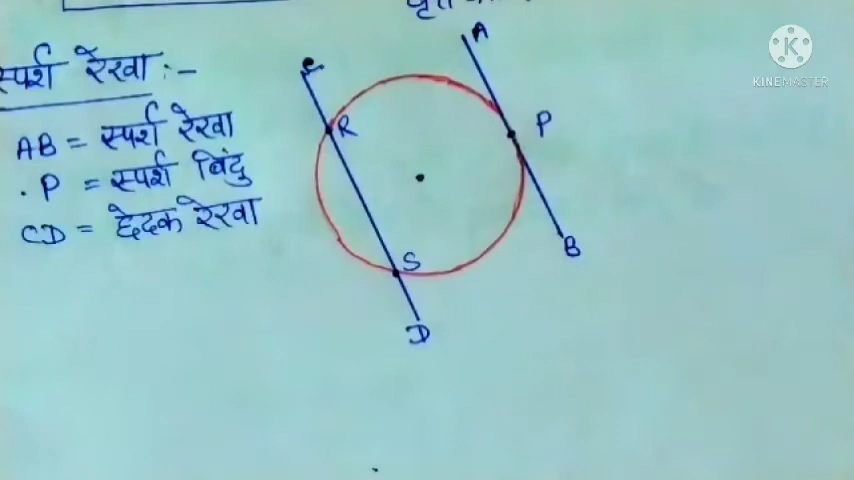 स्पर्श रेखा :-
AB = स्पर्श रेखा
.P = स्पर्श बिंदु
CD = छेदक रेखा
C
R
S
D
A
P
B
K
KINEMASTER